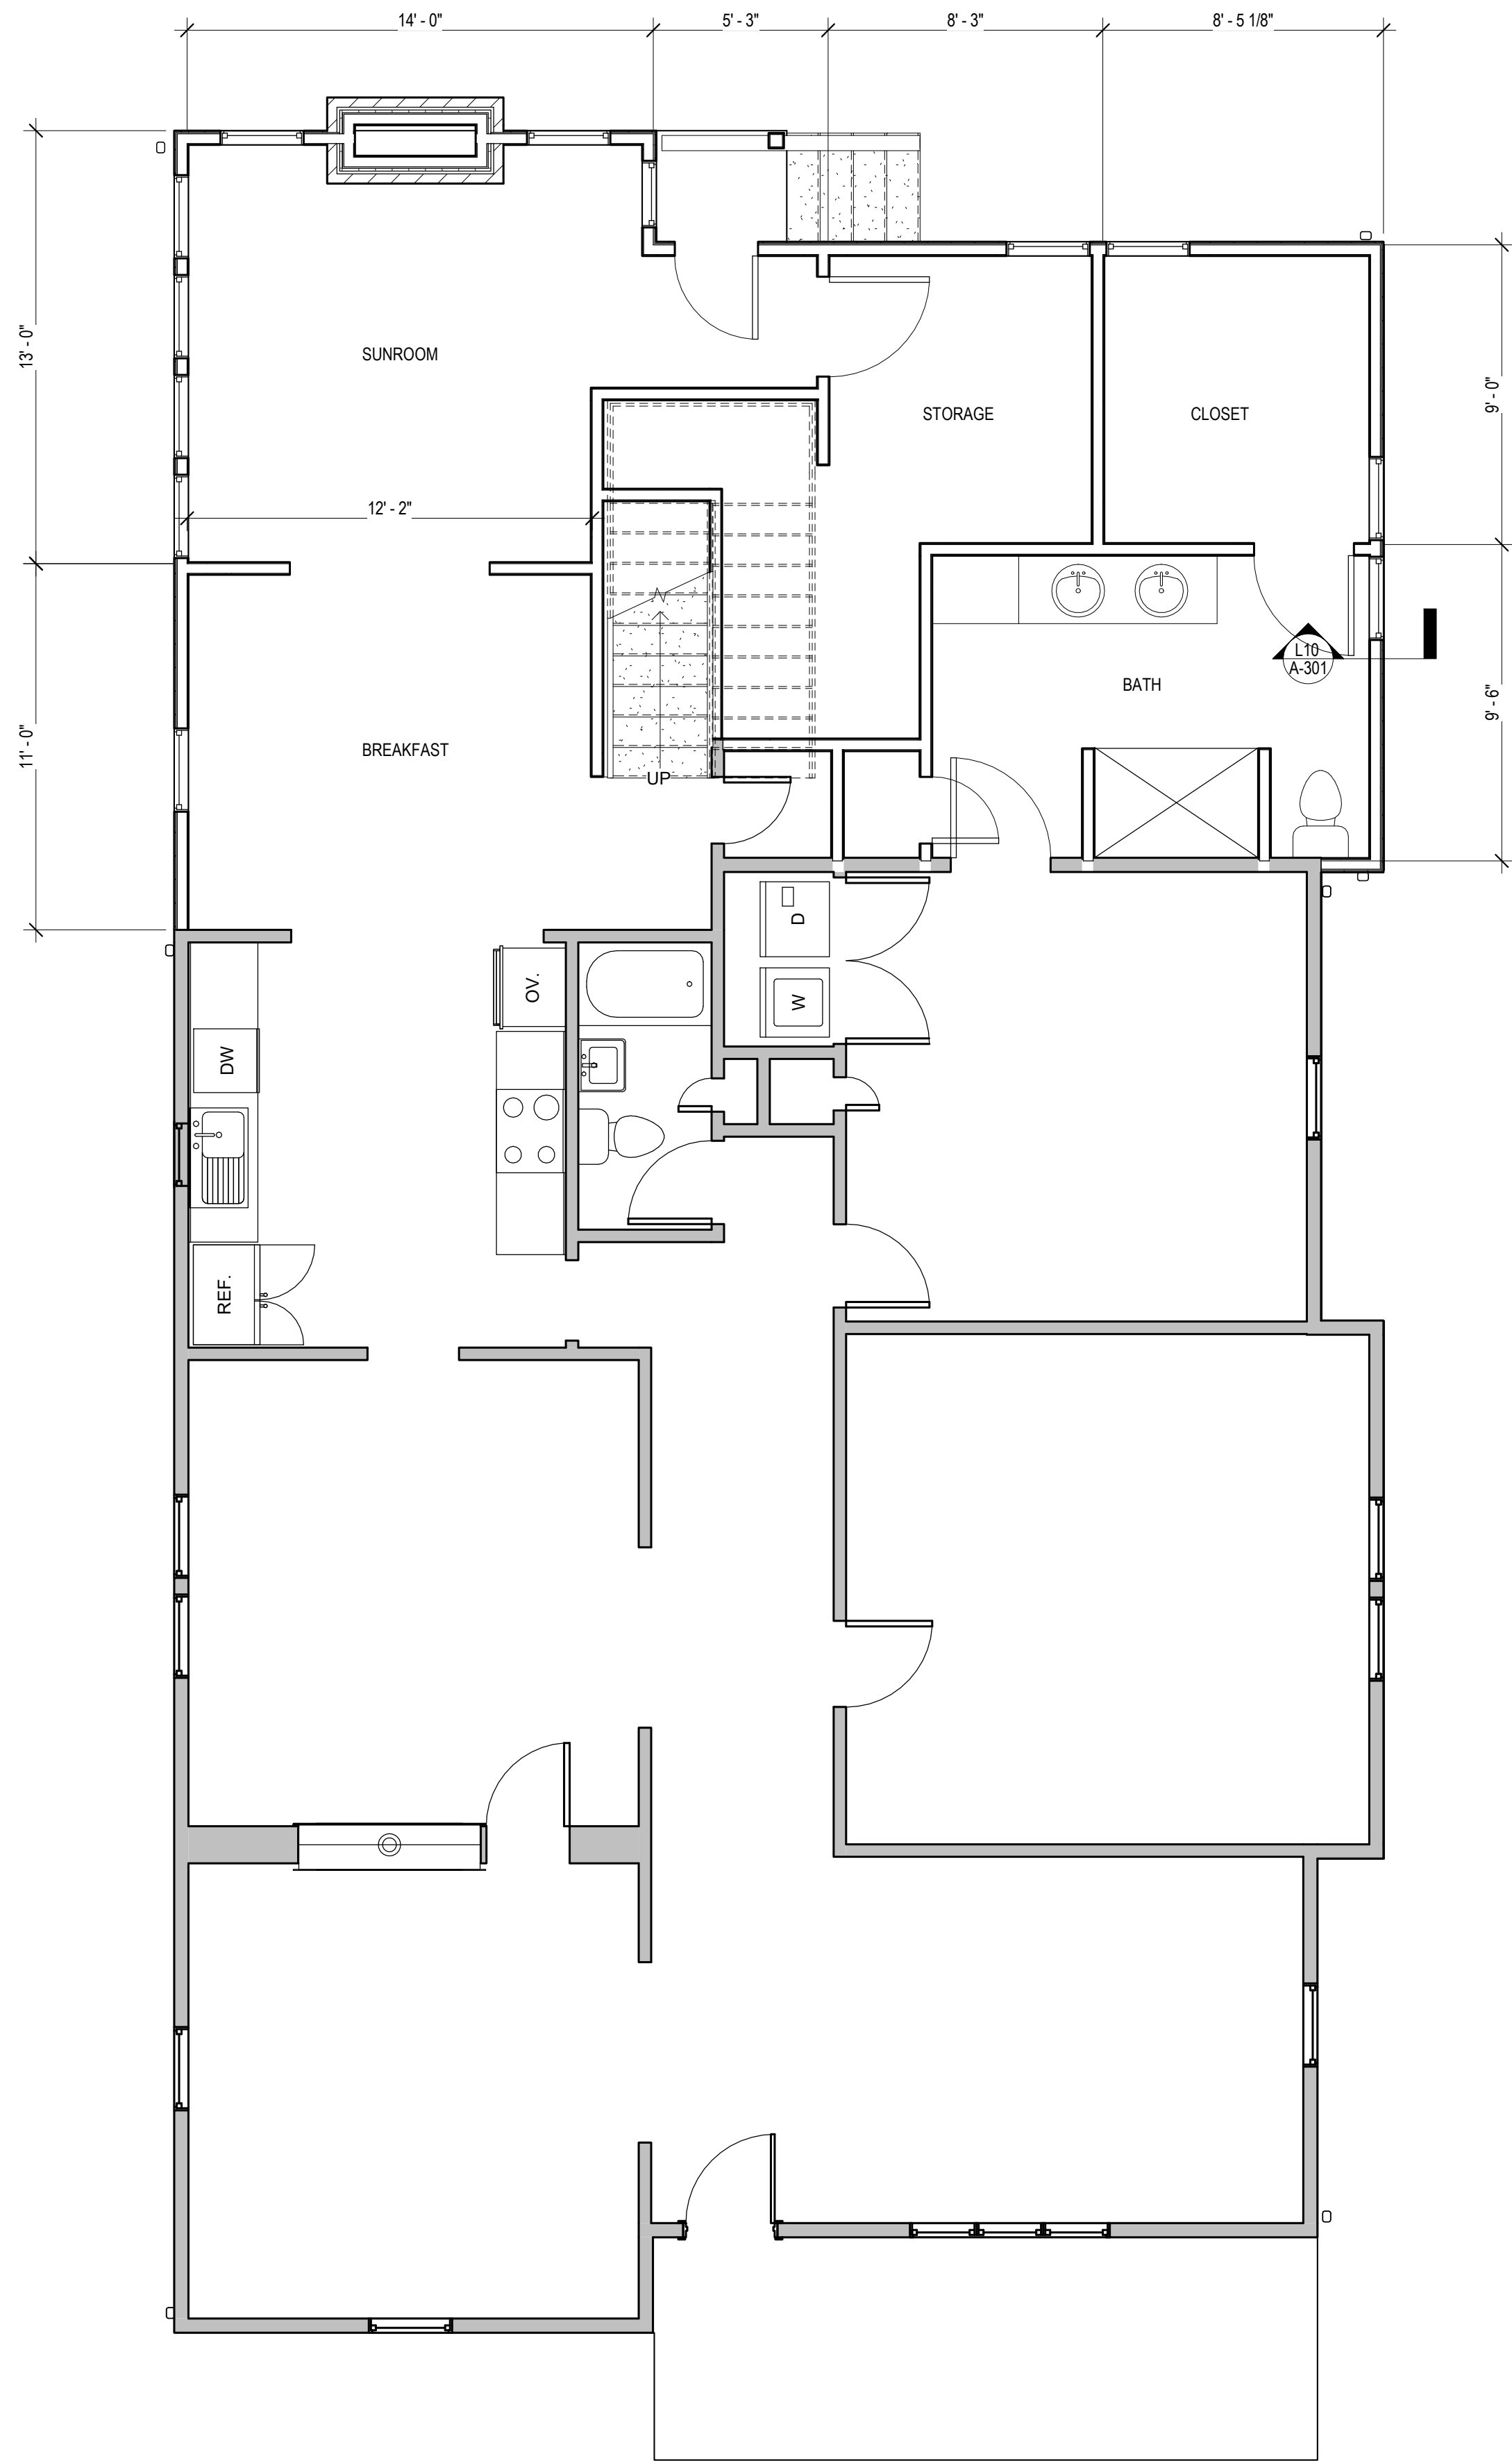 14' - 0"
5' - 3"
8' - 3"
8' - 5 1/8"
13' - 0"
SUNROOM
9' - 0"
STORAGE
CLOSET
12' - 2"
L10
A-301
BATH
9' - 6"
11' - 0"
BREAKFAST
UP
D
OV.
W
DW
REF.